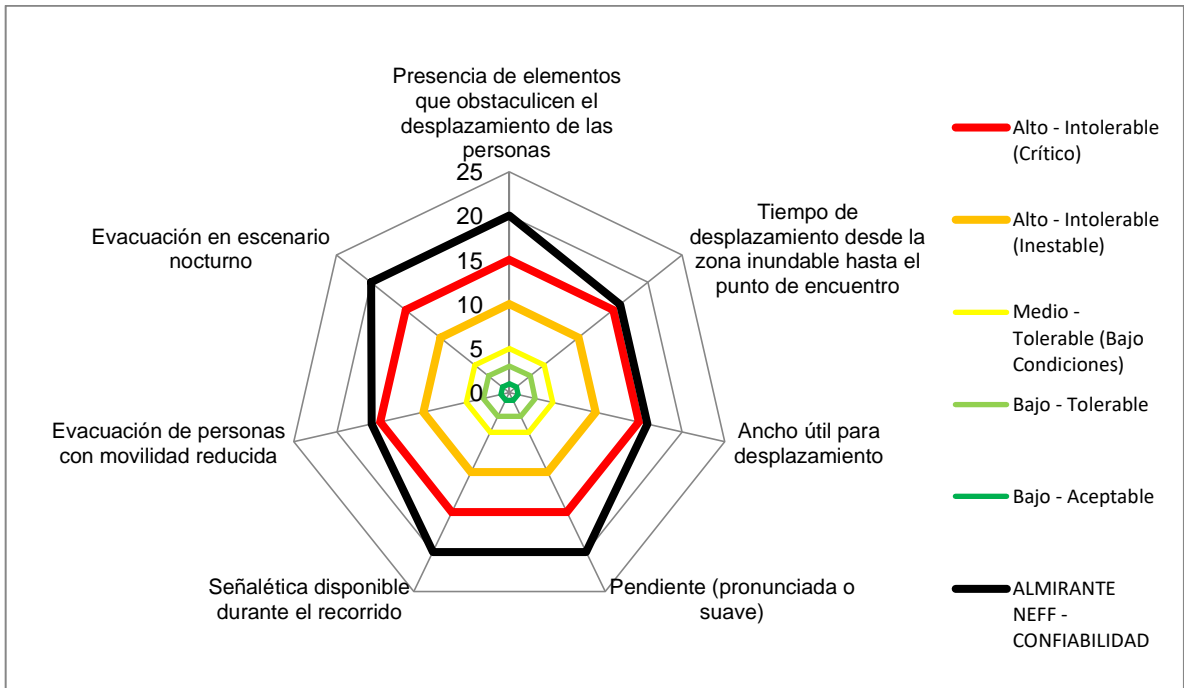 Presencia de elementos
que obstaculicen el
desplazamiento de las
personas
25
20
15
10
5
0
Tiempo de
desplazamiento desde la
zona inundable hasta el
punto de encuentro
Ancho útil para
desplazamiento
Pendiente (pronunciada o
suave)
Señalética disponible
durante el recorrido
Evacuación de personas
con movilidad reducida
Evacuación en escenario
nocturno
Alto - Intolerable
(Crítico)
Alto - Intolerable
(Inestable)
Medio -
Tolerable (Bajo
Condiciones)
Bajo - Tolerable
Bajo - Aceptable
ALMIRANTE
NEFF -
CONFIABILIDAD